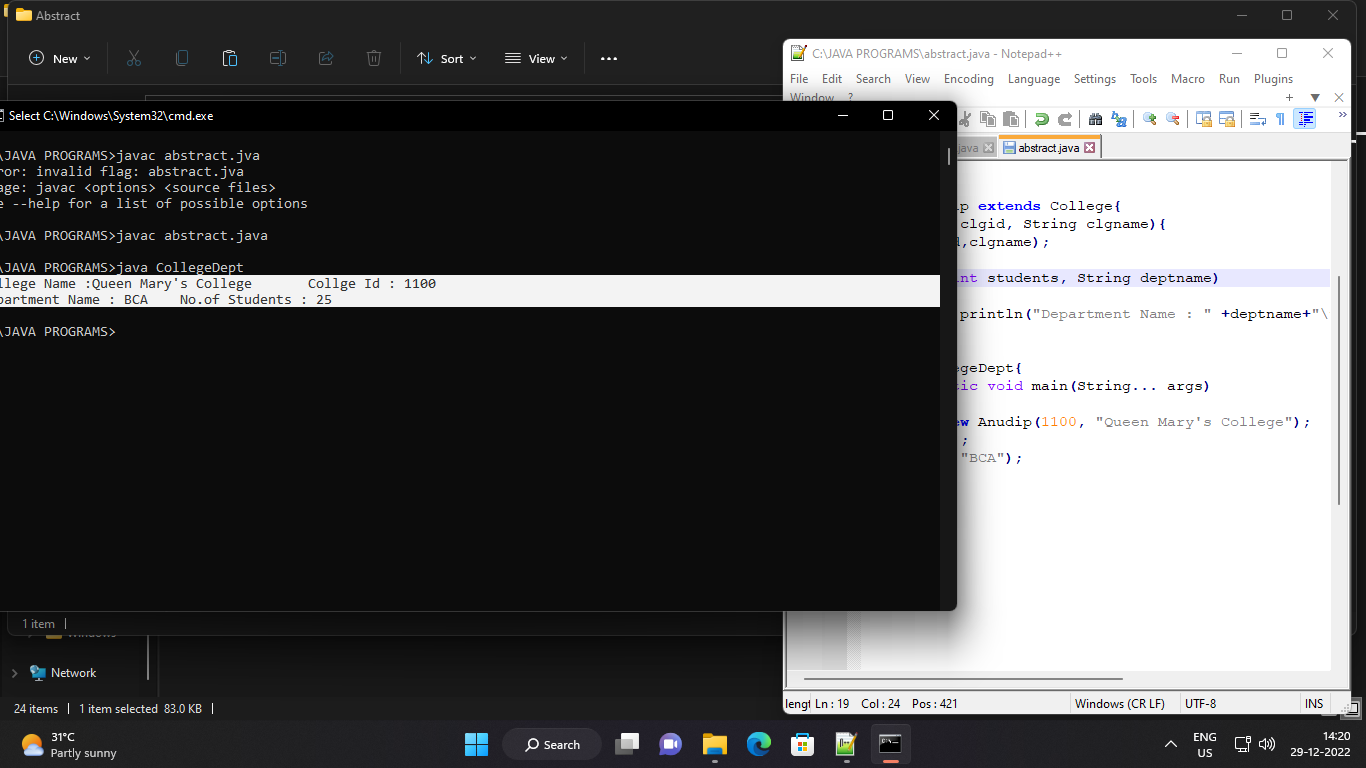 Abstract
New
Sort
View
Select C:\Windows\System32\cmd.exe
\JAVA PROGRAMS>javac abstract.jva
ror: invalid flag: abstract.jva
age: javac <options> <source files>
e --help for a list of possible options
\JAVA PROGRAMS>javac abstract.java
\JAVA PROGRAMS>java CollegeDept
llege Name :Queen Mary's College Collge Id : 1100
partment Name : BCA No.of Students : 25
\JAVA PROGRAMS>
C:\JAVA PROGRAMS\abstract.java - Notepad++
File Edit Search View Encoding Language Settings Tools Macro Run Plugins
Window ?
java abstract.java
ip extends College{
clgid, String clgname){
d,clgname);
int students, String deptname)
println("Department Name : " +deptname+"\
egeDept{
tic void main(String... args)
ew Anudip(1100, "Queen Mary's College");
;
"BCA");
lengt Ln : 19 Col : 24 Pos : 421 Windows (CR LF) UTF-8 INS
1 item
Windows
Network
24 items 1 item selected 83.0 KB
31°C
Partly sunny
Search
ENG
US
14:20
29-12-2022